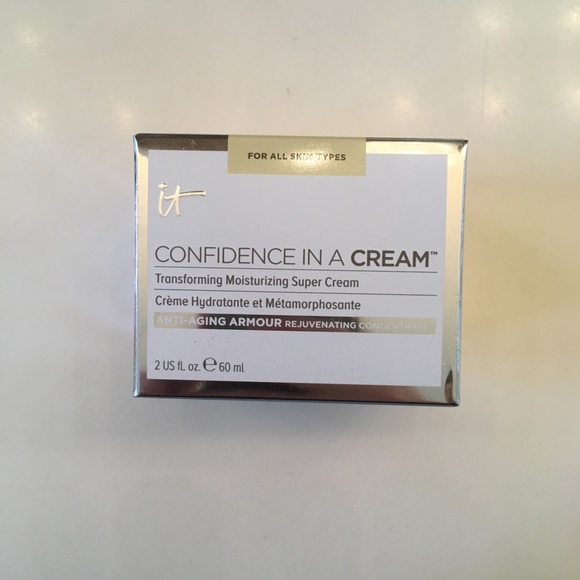 FOR ALL SKIN TYPES
it
CONFIDENCE IN A CREAM™
Transforming Moisturizing Super Cream
Crème Hydratante et Métamorphosante
ANTI-AGING ARMOUR REJUVENATING CONCENTRATE
2 US fl. oz. ℮ 60 ml